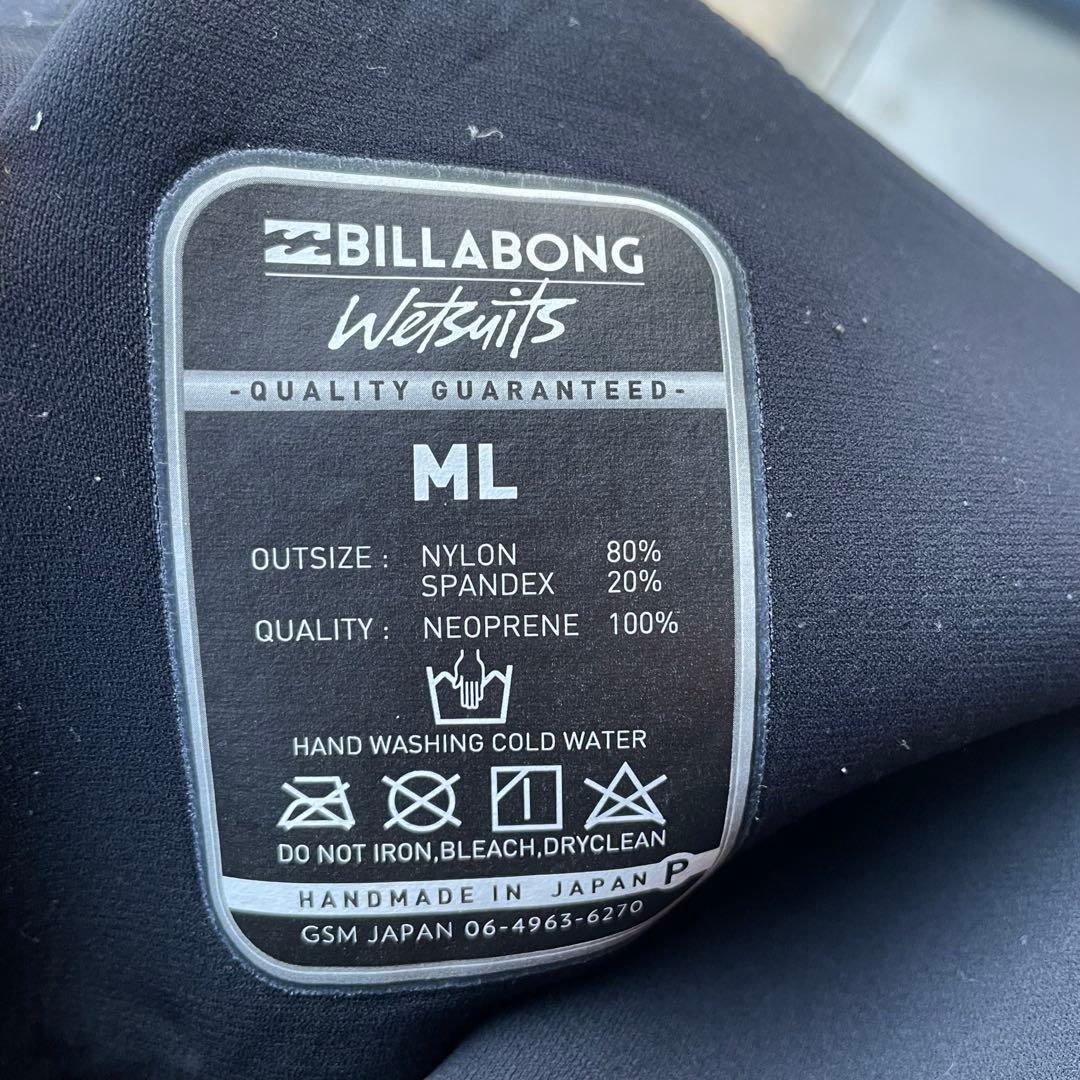 BILLABONG
Wetsuits
-QUALITY GUARANTEED-
ML
OUTSIZE : NYLON 80%
SPANDEX 20%
QUALITY : NEOPRENE 100%
HAND WASHING COLD WATER
DO NOT IRON,BLEACH,DRYCLEAN
HANDMADE IN JAPAN P
GSM JAPAN 06-4963-6270